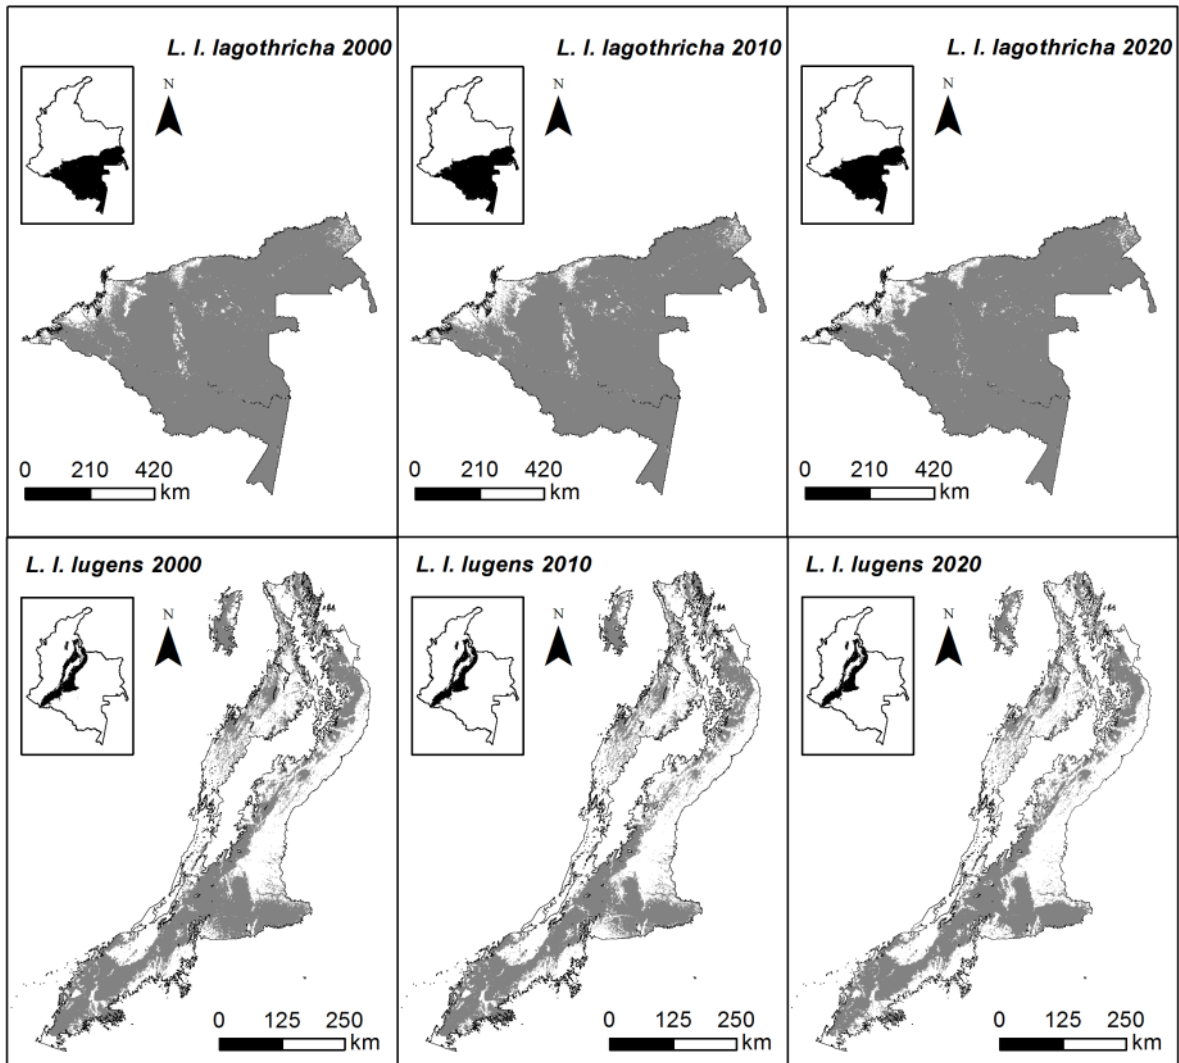 L. l. lagothricha 2000
N
0 210 420
km
L. l. lagothricha 2010
N
0 210 420
km
L. l. lagothricha 2020
N
0 210 420
km
L. l. lugens 2000
N
0 125 250
km
L. l. lugens 2010
N
0 125 250
km
L. l. lugens 2020
N
0 125 250
km